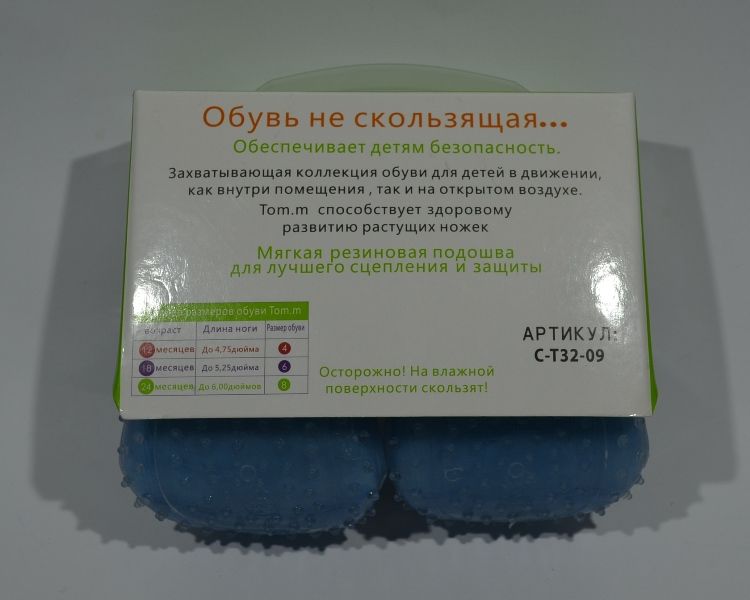 Обувь не скользящая...
Обеспечивает детям безопасность.
Захватывающая коллекция обуви для детей в движении,
как внутри помещения , так и на открытом воздухе.
Tom.m способствует здоровому
развитию растущих ножек
Мягкая резиновая подошва
для лучшего сцепления и защиты
размеров обуви Tom.m
возраст Длина ноги Размер обуви
12 месяцев До 4,75дюйма 4
18 месяцев До 5,25дюйма 6
24 месяцев До 6,00дюймов 8
Осторожно! На влажной
поверхности скользят!
АРТИКУЛ:
C-T32-09